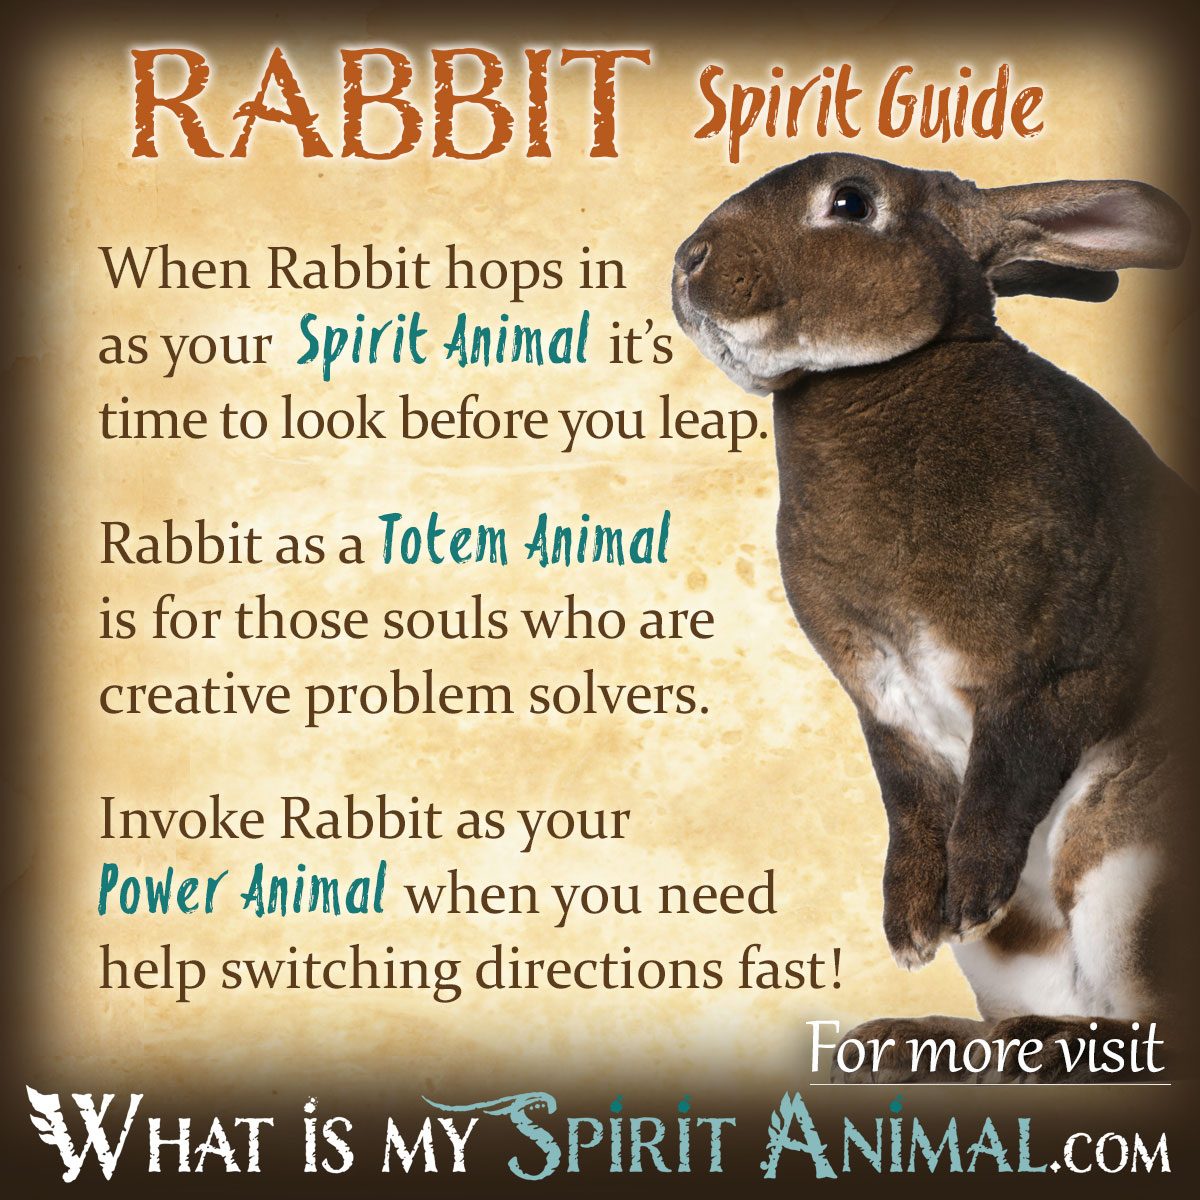 RABBIT Spirit Guide
When Rabbit hops in
as your Spirit Animal it's
time to look before you leap.
Rabbit as a Totem Animal
is for those souls who are
creative problem solvers.
Invoke Rabbit as your
Power Animal when you need
help switching directions fast!
For more visit
WHAT IS MY SPIRIT ANIMAL.COM